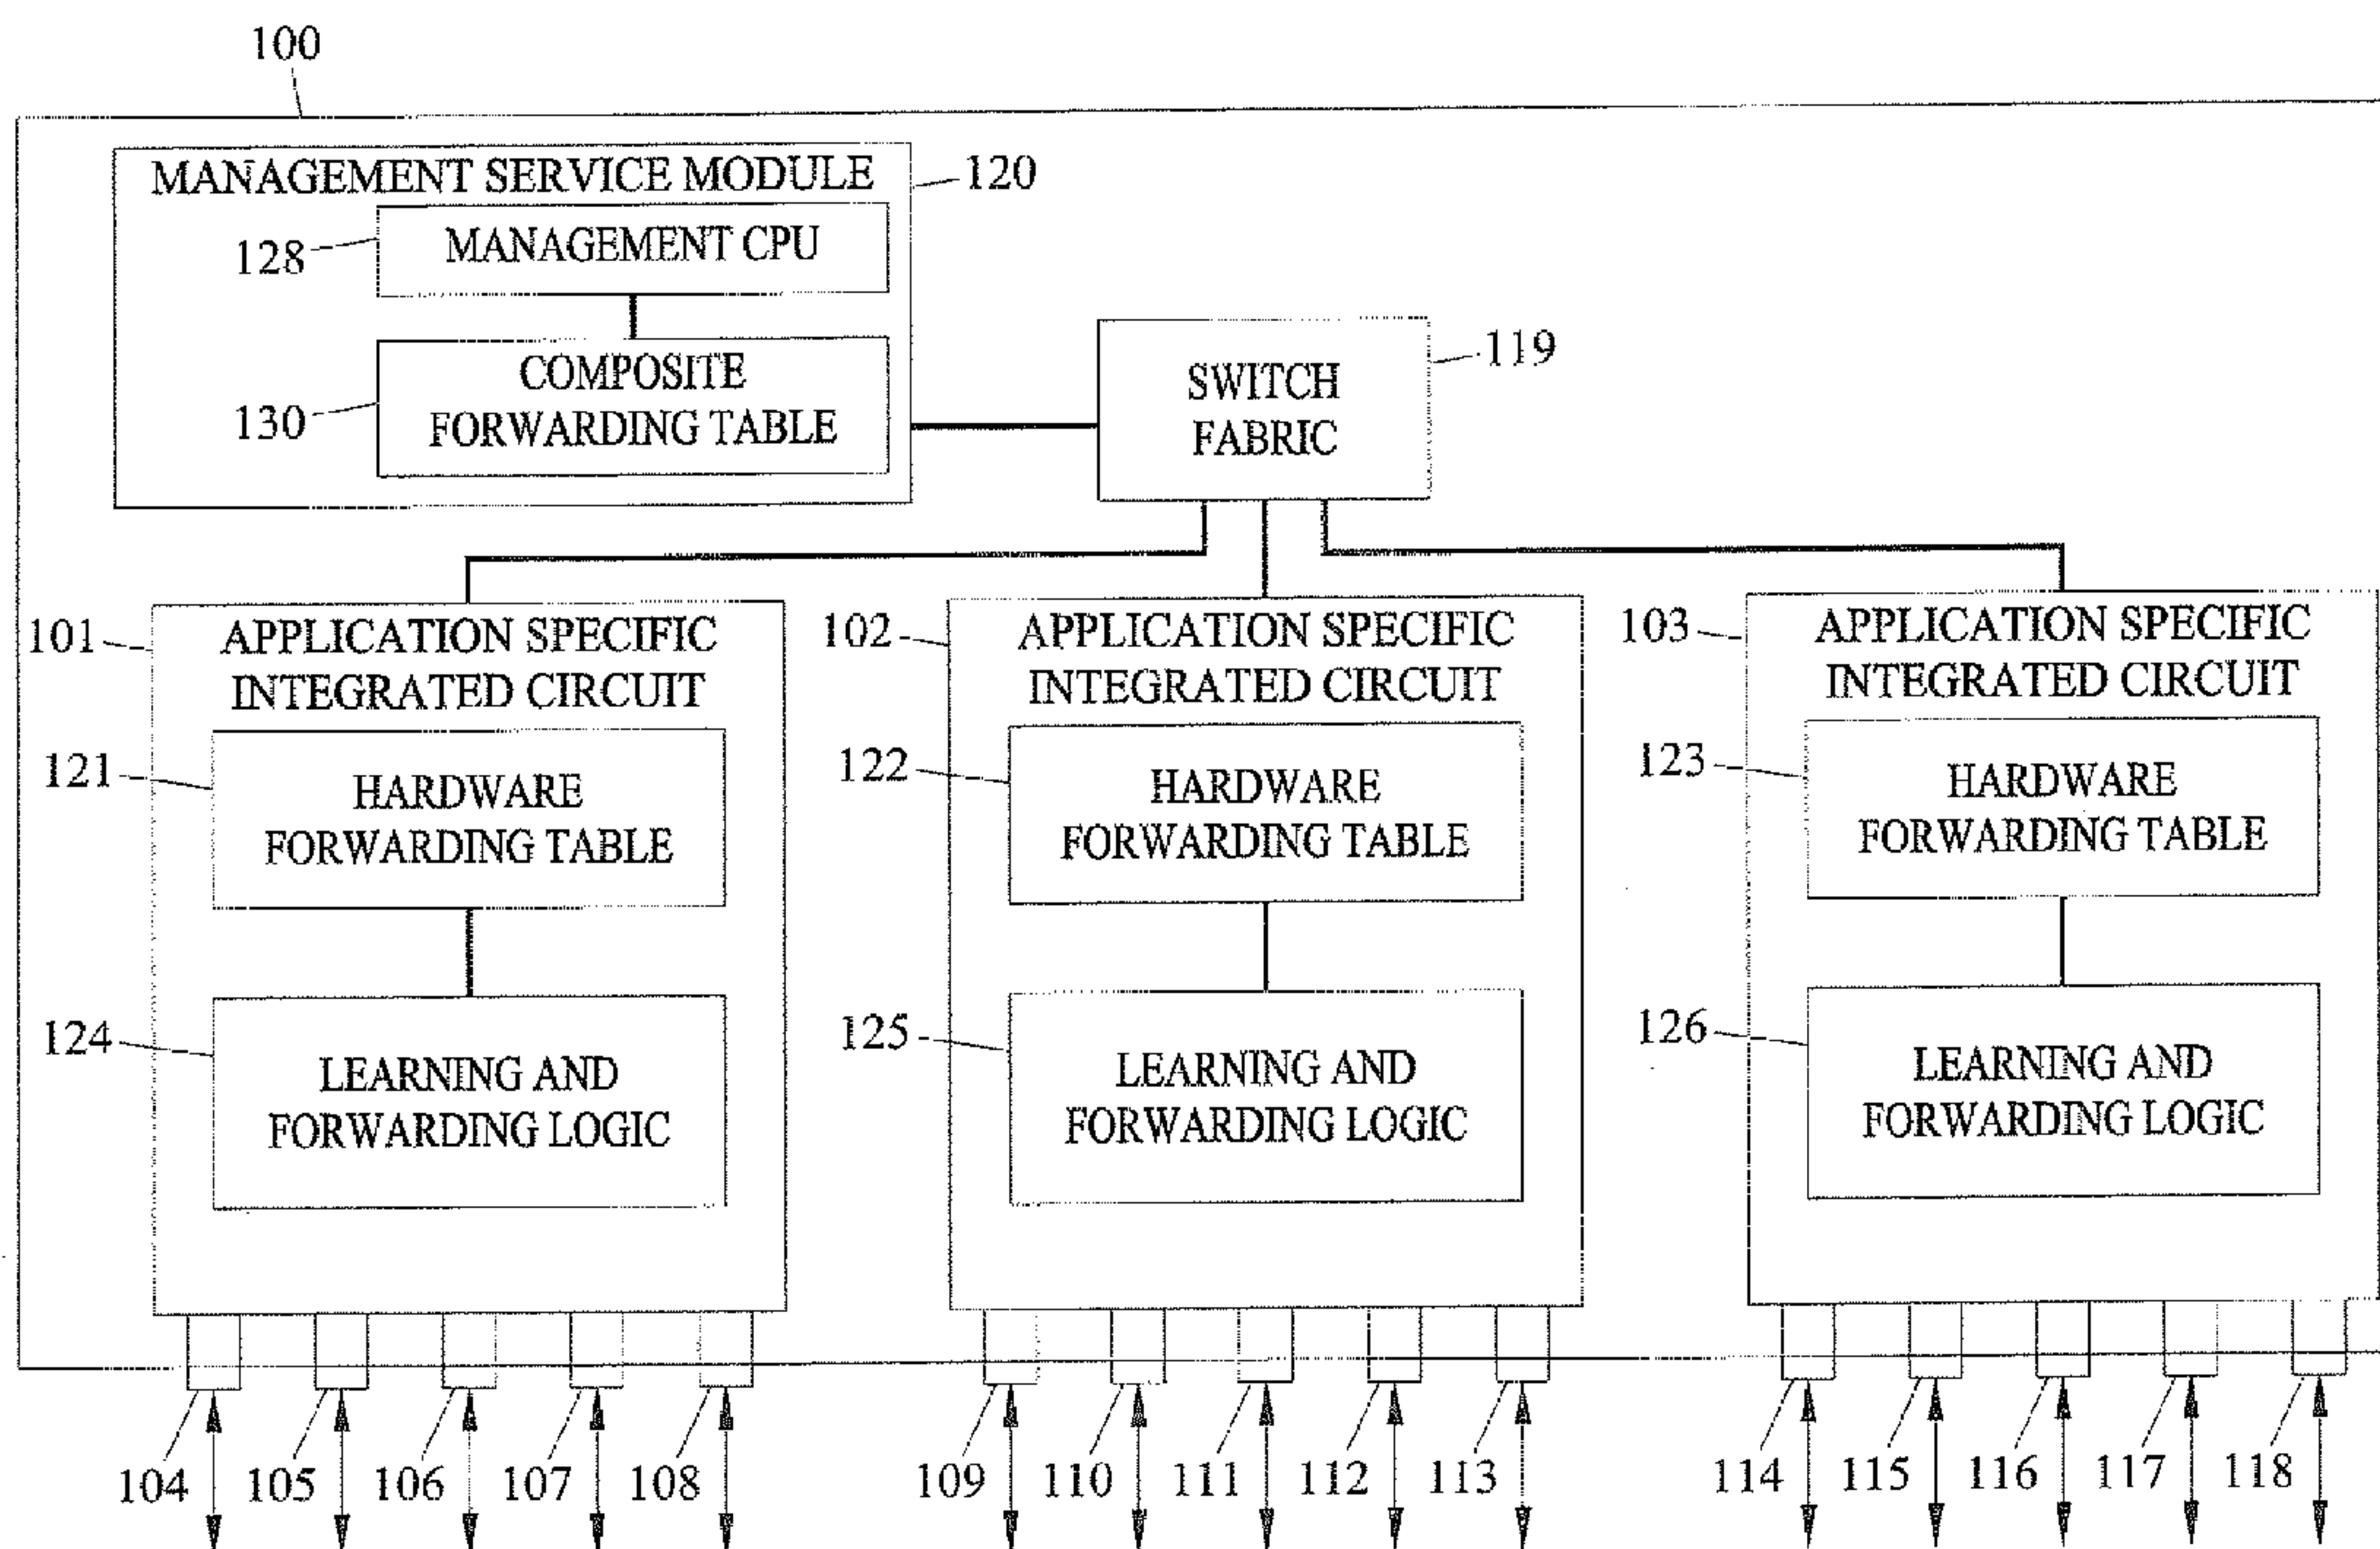 100
MANAGEMENT SERVICE MODULE
120
MANAGEMENT CPU
128
COMPOSITE
FORWARDING TABLE
130
SWITCH
FABRIC
119
101
APPLICATION SPECIFIC
INTEGRATED CIRCUIT
121
HARDWARE
FORWARDING TABLE
124
LEARNING AND
FORWARDING LOGIC
102
APPLICATION SPECIFIC
INTEGRATED CIRCUIT
122
HARDWARE
FORWARDING TABLE
125
LEARNING AND
FORWARDING LOGIC
103
APPLICATION SPECIFIC
INTEGRATED CIRCUIT
123
HARDWARE
FORWARDING TABLE
126
LEARNING AND
FORWARDING LOGIC
104 105 106 107 108 109 110 111 112 113 114 115 116 117 118